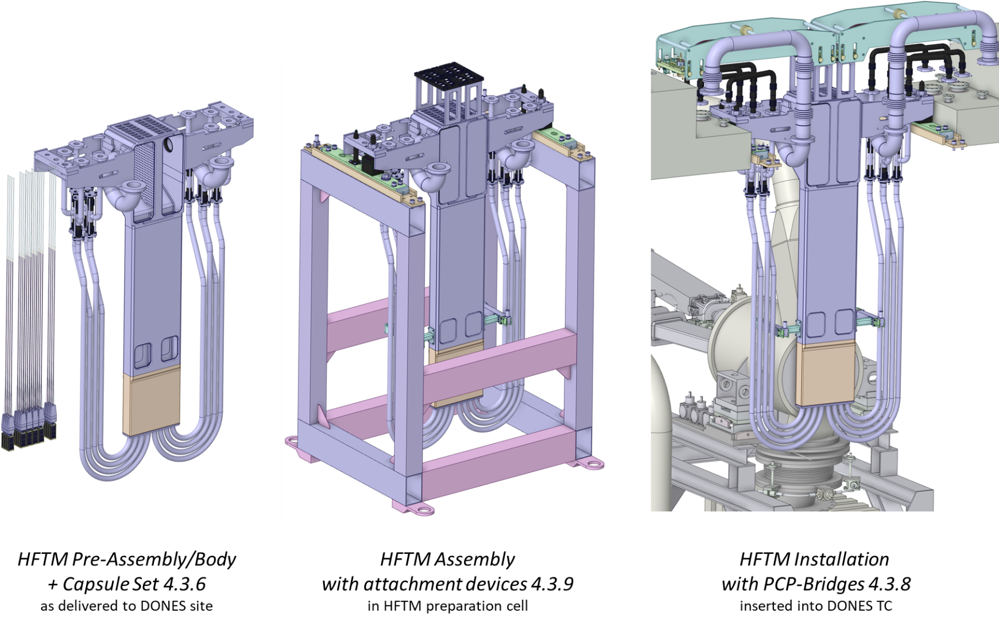 HFTM Pre-Assembly/Body
+ Capsule Set 4.3.6
as delivered to DONES site
HFTM Assembly
with attachment devices 4.3.9
in HFTM preparation cell
HFTM Installation
with PCP-Bridges 4.3.8
inserted into DONES TC